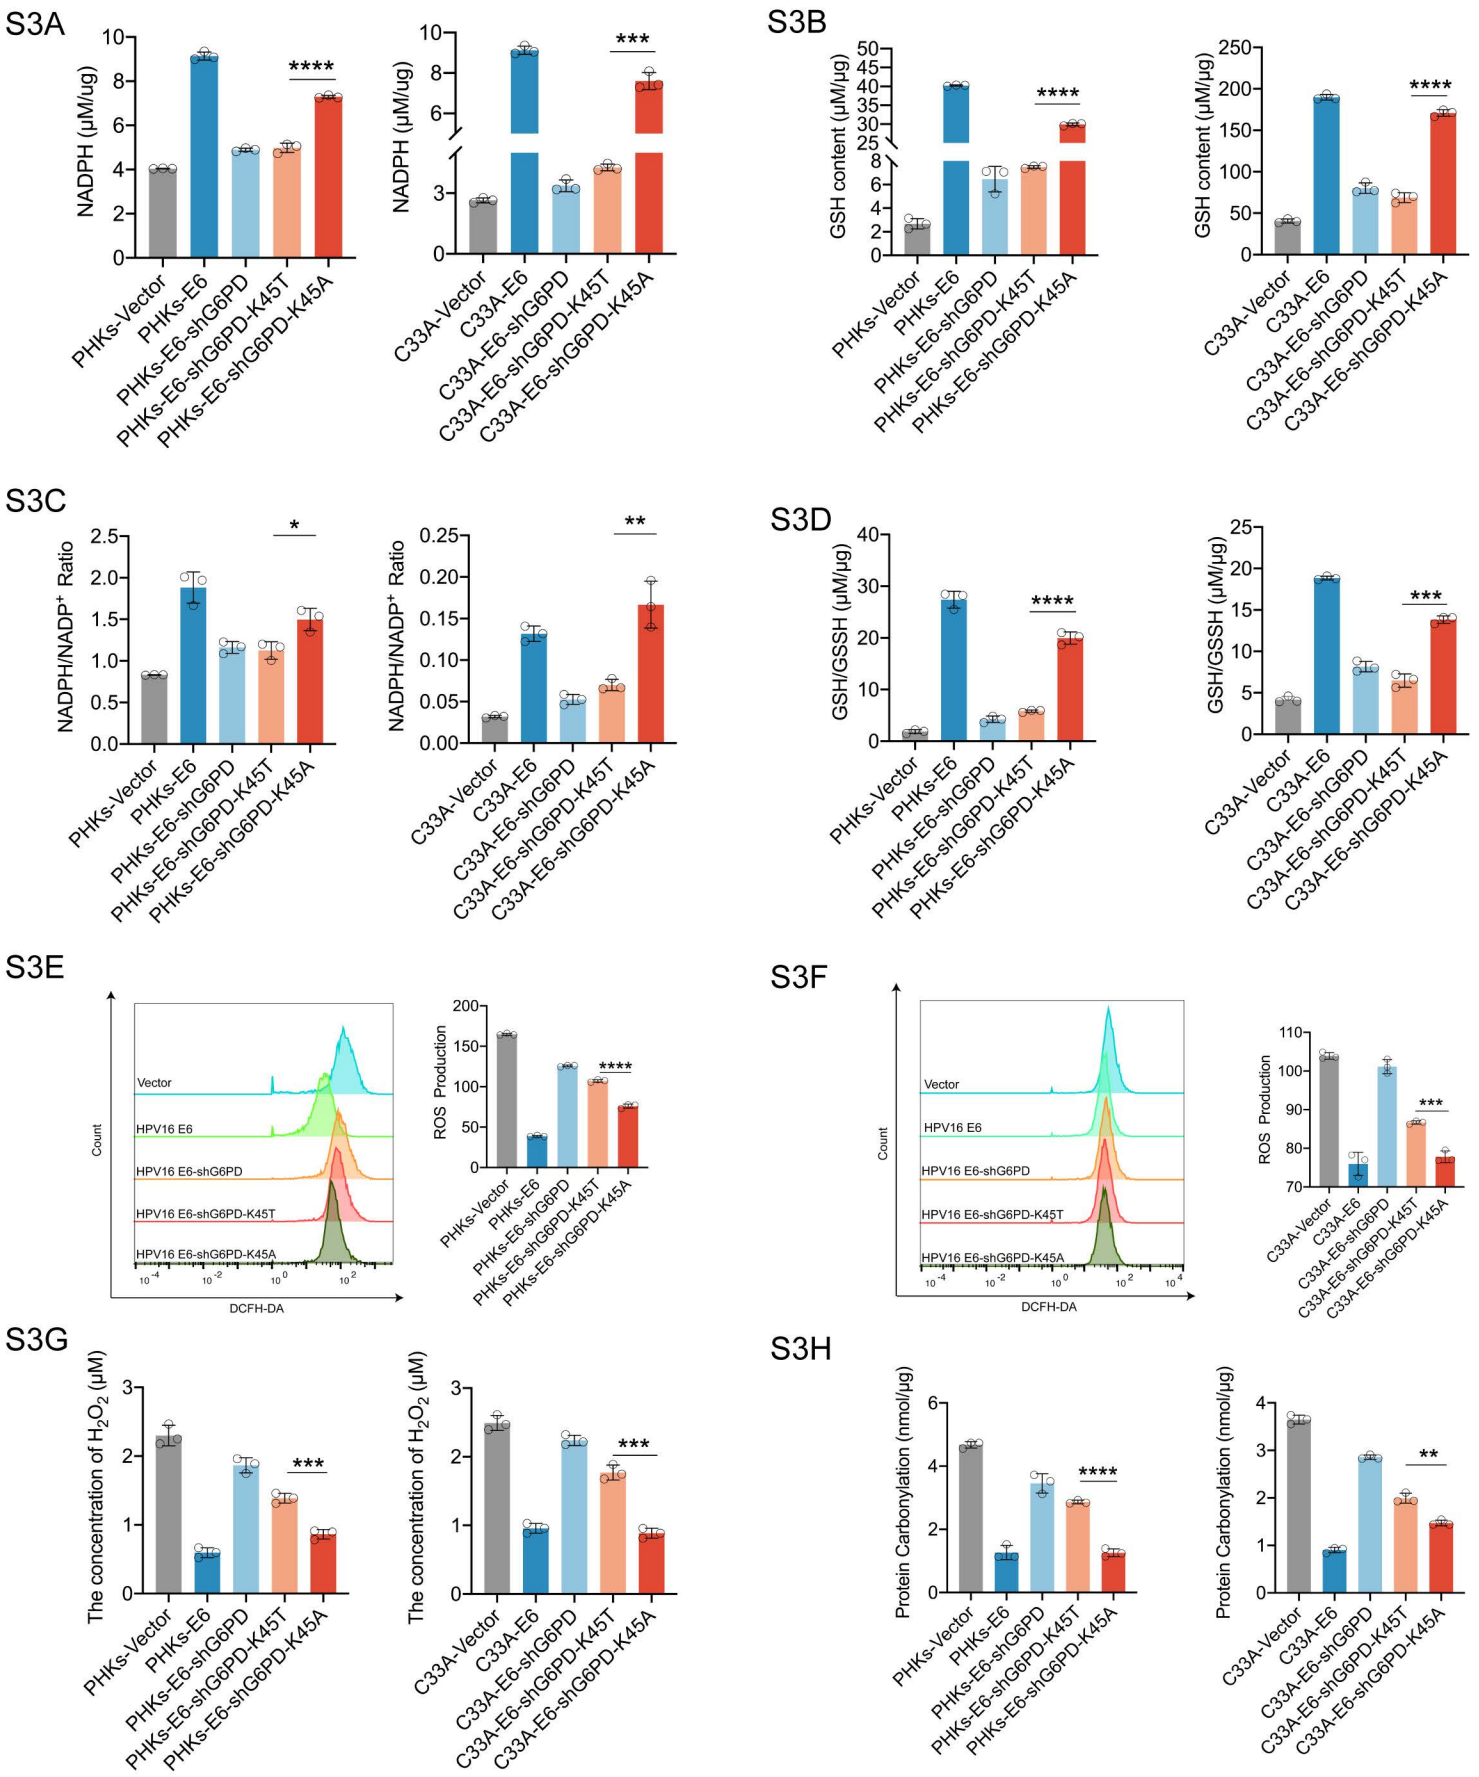 S3A
NADPH (μM/ug)
10
8
6
4
2
0
****
PHKs-Vector
PHKs-E6
PHKs-E6-shG6PD
PHKs-E6-shG6PD-K45T
PHKs-E6-shG6PD-K45A
NADPH (μM/ug)
10
8
6
3
0
***
C33A-Vector
C33A-E6
C33A-E6-shG6PD
C33A-E6-shG6PD-K45T
C33A-E6-shG6PD-K45A
S3B
GSH content (μM/μg)
50
45
40
35
30
25
8
6
4
2
0
****
PHKs-Vector
PHKs-E6
PHKs-E6-shG6PD
PHKs-E6-shG6PD-K45T
PHKs-E6-shG6PD-K45A
GSH content (μM/μg)
250
200
150
100
50
0
****
C33A-Vector
C33A-E6
C33A-E6-shG6PD
C33A-E6-shG6PD-K45T
C33A-E6-shG6PD-K45A
S3C
NADPH/NADP+ Ratio
2.5
2.0
1.5
1.0
0.5
0.0
*
PHKs-Vector
PHKs-E6
PHKs-E6-shG6PD
PHKs-E6-shG6PD-K45T
PHKs-E6-shG6PD-K45A
NADPH/NADP+ Ratio
0.25
0.20
0.15
0.10
0.05
0.00
**
C33A-Vector
C33A-E6
C33A-E6-shG6PD
C33A-E6-shG6PD-K45T
C33A-E6-shG6PD-K45A
S3D
GSH/GSSH (μM/μg)
40
30
20
10
0
****
PHKs-Vector
PHKs-E6
PHKs-E6-shG6PD
PHKs-E6-shG6PD-K45T
PHKs-E6-shG6PD-K45A
GSH/GSSH (μM/μg)
25
20
15
10
5
0
***
C33A-Vector
C33A-E6
C33A-E6-shG6PD
C33A-E6-shG6PD-K45T
C33A-E6-shG6PD-K45A
S3E
Count
Vector
HPV16 E6
HPV16 E6-shG6PD
HPV16 E6-shG6PD-K45T
HPV16 E6-shG6PD-K45A
10-4 10-2 100 102
DCFH-DA
ROS Production
200
150
100
50
0
****
PHKs-Vector
PHKs-E6
PHKs-E6-shG6PD
PHKs-E6-shG6PD-K45T
PHKs-E6-shG6PD-K45A
S3F
Count
Vector
HPV16 E6
HPV16 E6-shG6PD
HPV16 E6-shG6PD-K45T
HPV16 E6-shG6PD-K45A
10-4 10-2 100 102 104
DCFH-DA
ROS Production
110
100
90
80
70
***
C33A-Vector
C33A-E6
C33A-E6-shG6PD
C33A-E6-shG6PD-K45T
C33A-E6-shG6PD-K45A
S3G
The concentration of H2O2 (μM)
3
2
1
0
***
PHKs-Vector
PHKs-E6
PHKs-E6-shG6PD
PHKs-E6-shG6PD-K45T
PHKs-E6-shG6PD-K45A
The concentration of H2O2 (μM)
3
2
1
0
***
C33A-Vector
C33A-E6
C33A-E6-shG6PD
C33A-E6-shG6PD-K45T
C33A-E6-shG6PD-K45A
S3H
Protein Carbonylation (nmol/μg)
6
4
2
0
****
PHKs-Vector
PHKs-E6
PHKs-E6-shG6PD
PHKs-E6-shG6PD-K45T
PHKs-E6-shG6PD-K45A
Protein Carbonylation (nmol/μg)
4
3
2
1
0
**
C33A-Vector
C33A-E6
C33A-E6-shG6PD
C33A-E6-shG6PD-K45T
C33A-E6-shG6PD-K45A